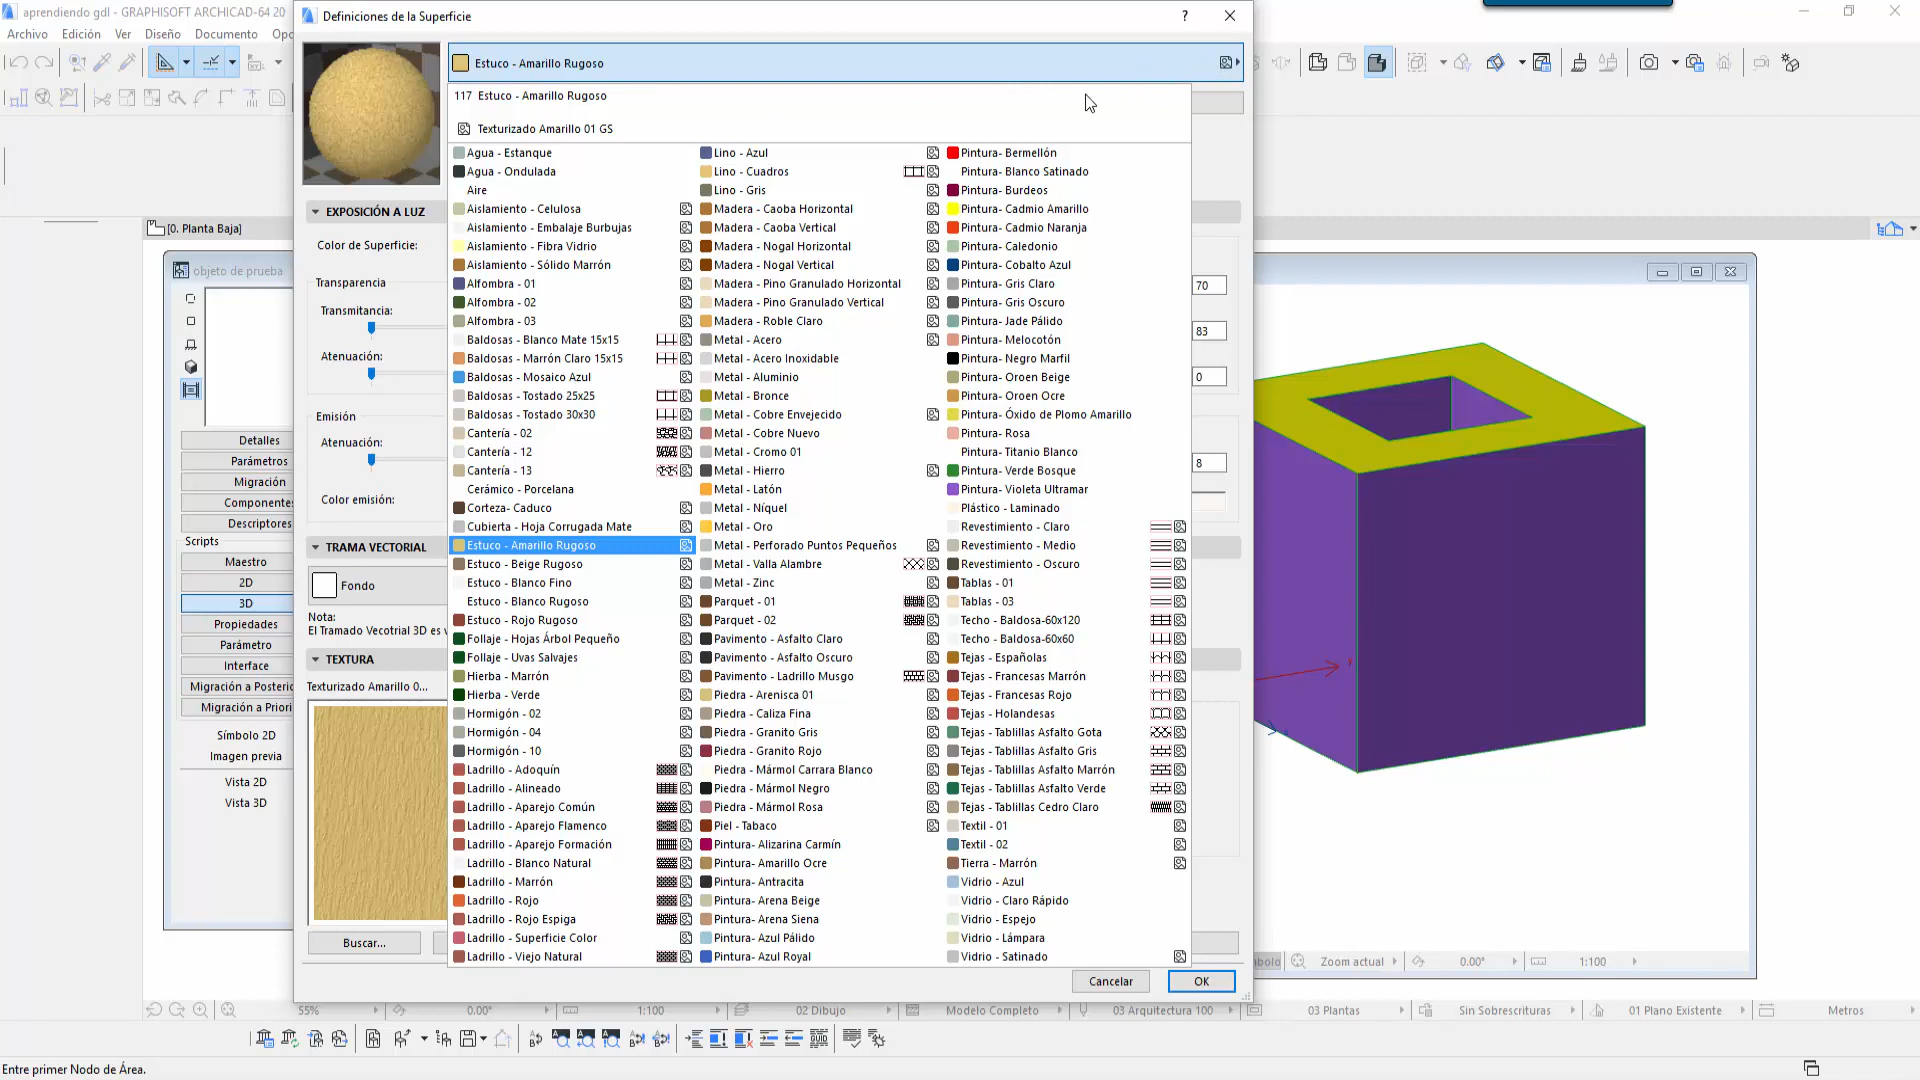 aprendiendo gdl - GRAPHISOFT ARCHICAD-64 20
Archivo Edición Ver Diseño Documento
Definiciones de la Superficie
?
Estuco - Amarillo Rugoso
117 Estuco - Amarillo Rugoso
Texturizado Amarillo 01 GS
Agua - Estanque
Agua - Ondulada
Aire
Aislamiento - Celulosa
Aislamiento - Embalaje Burbujas
Aislamiento - Fibra Vidrio
Aislamiento - Sólido Marrón
Alfombra - 01
Alfombra - 02
Alfombra - 03
Baldosas - Blanco Mate 15x15
Baldosas - Marrón Claro 15x15
Baldosas - Mosaico Azul
Baldosas - Tostado 25x25
Baldosas - Tostado 30x30
Cantería - 02
Cantería - 12
Cantería - 13
Cerámico - Porcelana
Corteza- Caduco
Cubierta - Hoja Corrugada Mate
Estuco - Amarillo Rugoso
Estuco - Beige Rugoso
Estuco - Blanco Fino
Estuco - Blanco Rugoso
Estuco - Rojo Rugoso
Follaje - Hojas Árbol Pequeño
Follaje - Uvas Salvajes
Hierba - Marrón
Hierba - Verde
Hormigón - 02
Hormigón - 04
Hormigón - 10
Ladrillo - Adoquín
Ladrillo - Alineado
Ladrillo - Aparejo Común
Ladrillo - Aparejo Flamenco
Ladrillo - Aparejo Formación
Ladrillo - Blanco Natural
Ladrillo - Marrón
Ladrillo - Rojo
Ladrillo - Rojo Espiga
Ladrillo - Superficie Color
Ladrillo - Viejo Natural
Lino - Azul
Lino - Cuadros
Lino - Gris
Madera - Caoba Horizontal
Madera - Caoba Vertical
Madera - Nogal Horizontal
Madera - Nogal Vertical
Madera - Pino Granulado Horizontal
Madera - Pino Granulado Vertical
Madera - Roble Claro
Metal - Acero
Metal - Acero Inoxidable
Metal - Aluminio
Metal - Bronce
Metal - Cobre Envejecido
Metal - Cobre Nuevo
Metal - Cromo 01
Metal - Hierro
Metal - Latón
Metal - Níquel
Metal - Oro
Metal - Perforado Puntos Pequeños
Metal - Valla Alambre
Metal - Zinc
Parquet - 01
Parquet - 02
Pavimento - Asfalto Claro
Pavimento - Asfalto Oscuro
Pavimento - Ladrillo Musgo
Piedra - Arenisca 01
Piedra - Caliza Fina
Piedra - Granito Gris
Piedra - Granito Rojo
Piedra - Mármol Carrara Blanco
Piedra - Mármol Negro
Piedra - Mármol Rosa
Piel - Tabaco
Pintura- Alizarina Carmín
Pintura- Amarillo Ocre
Pintura- Antracita
Pintura- Arena Beige
Pintura- Arena Siena
Pintura- Azul Pálido
Pintura- Azul Royal
Pintura- Bermellón
Pintura- Blanco Satinado
Pintura- Burdeos
Pintura- Cadmio Amarillo
Pintura- Cadmio Naranja
Pintura- Caledonio
Pintura- Cobalto Azul
Pintura- Gris Claro
Pintura- Gris Oscuro
Pintura- Jade Pálido
Pintura- Melocotón
Pintura- Negro Marfil
Pintura- Oroen Beige
Pintura- Oroen Ocre
Pintura- Óxido de Plomo Amarillo
Pintura- Rosa
Pintura- Titanio Blanco
Pintura- Verde Bosque
Pintura- Violeta Ultramar
Plástico - Laminado
Revestimiento - Claro
Revestimiento - Medio
Revestimiento - Oscuro
Tablas - 01
Tablas - 03
Techo - Baldosa-60x120
Techo - Baldosa-60x60
Tejas - Españolas
Tejas - Francesas Marrón
Tejas - Francesas Rojo
Tejas - Holandesas
Tejas - Tablillas Asfalto Gota
Tejas - Tablillas Asfalto Gris
Tejas - Tablillas Asfalto Marrón
Tejas - Tablillas Asfalto Verde
Tejas - Tablillas Cedro Claro
Textil - 01
Textil - 02
Tierra - Marrón
Vidrio - Azul
Vidrio - Claro Rápido
Vidrio - Espejo
Vidrio - Lámpara
Vidrio - Satinado
EXPOSICIÓN A LUZ
Color de Superficie:
Transparencia
Transmitancia:
Atenuación:
Emisión
Atenuación:
Color emisión:
70
83
0
8
TRAMA VECTORIAL
Fondo
Nota:
El Tramado Vecotrial 3D es
TEXTURA
Texturizado Amarillo 0...
Buscar...
Cancelar
OK
[0. Planta Baja]
objeto de prueba
Detalles
Parámetros
Migración
Componente
Descriptores
Scripts
Maestro
2D
3D
Propiedades
Parámetro
Interface
Migración a Posterio
Migración a Priori
Símbolo 2D
Imagen previa
Vista 2D
Vista 3D
y
Zoom actual 0.00° 1:100
55% 0.00° 1:100 02 Dibujo Modelo Completo 03 Arquitectura 100 03 Plantas Sin Sobrescrituras 01 Plano Existente Metros
Entre primer Nodo de Área.